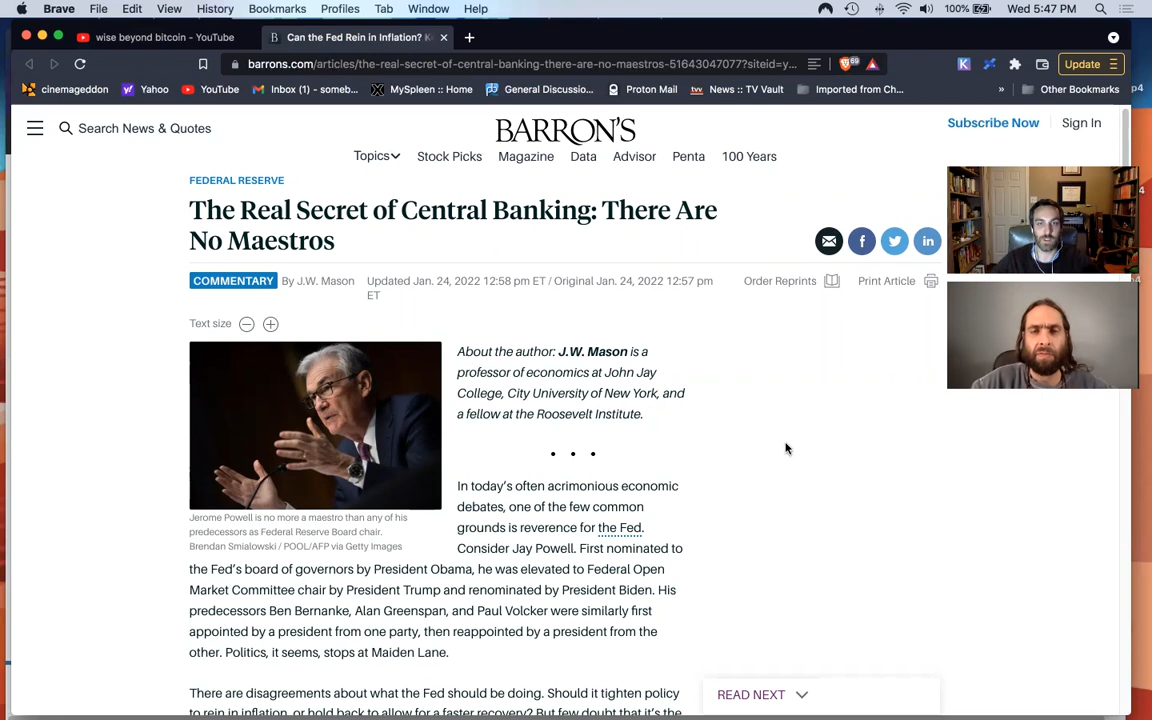 Brave File Edit View History Bookmarks Profiles Tab Window Help 100% Wed 5:47 PM
wise beyond bitcoin - YouTube Can the Fed Rein in Inflation?
barrons.com/articles/the-real-secret-of-central-banking-there-are-no-maestros-51643047077?siteid=y... 69 K Update
cinemageddon Yahoo YouTube Inbox (1) - someb... MySpleen :: Home General Discussio... Proton Mail News :: TV Vault Imported from Ch... » Other Bookmarks
Search News & Quotes BARRON'S Subscribe Now Sign In
Topics Stock Picks Magazine Data Advisor Penta 100 Years
FEDERAL RESERVE
The Real Secret of Central Banking: There Are
No Maestros
COMMENTARY By J.W. Mason Updated Jan. 24, 2022 12:58 pm ET / Original Jan. 24, 2022 12:57 pm
ET
Order Reprints Print Article
Text size
About the author: J.W. Mason is a
professor of economics at John Jay
College, City University of New York, and
a fellow at the Roosevelt Institute.
• • •
In today's often acrimonious economic
debates, one of the few common
grounds is reverence for the Fed.
Consider Jay Powell. First nominated to
Jerome Powell is no more a maestro than any of his
predecessors as Federal Reserve Board chair.
Brendan Smialowski / POOL/AFP via Getty Images
the Fed's board of governors by President Obama, he was elevated to Federal Open
Market Committee chair by President Trump and renominated by President Biden. His
predecessors Ben Bernanke, Alan Greenspan, and Paul Volcker were similarly first
appointed by a president from one party, then reappointed by a president from the
other. Politics, it seems, stops at Maiden Lane.
There are disagreements about what the Fed should be doing. Should it tighten policy
to rein in inflation, or hold back to allow for a faster recovery? But few doubt that it's the
READ NEXT